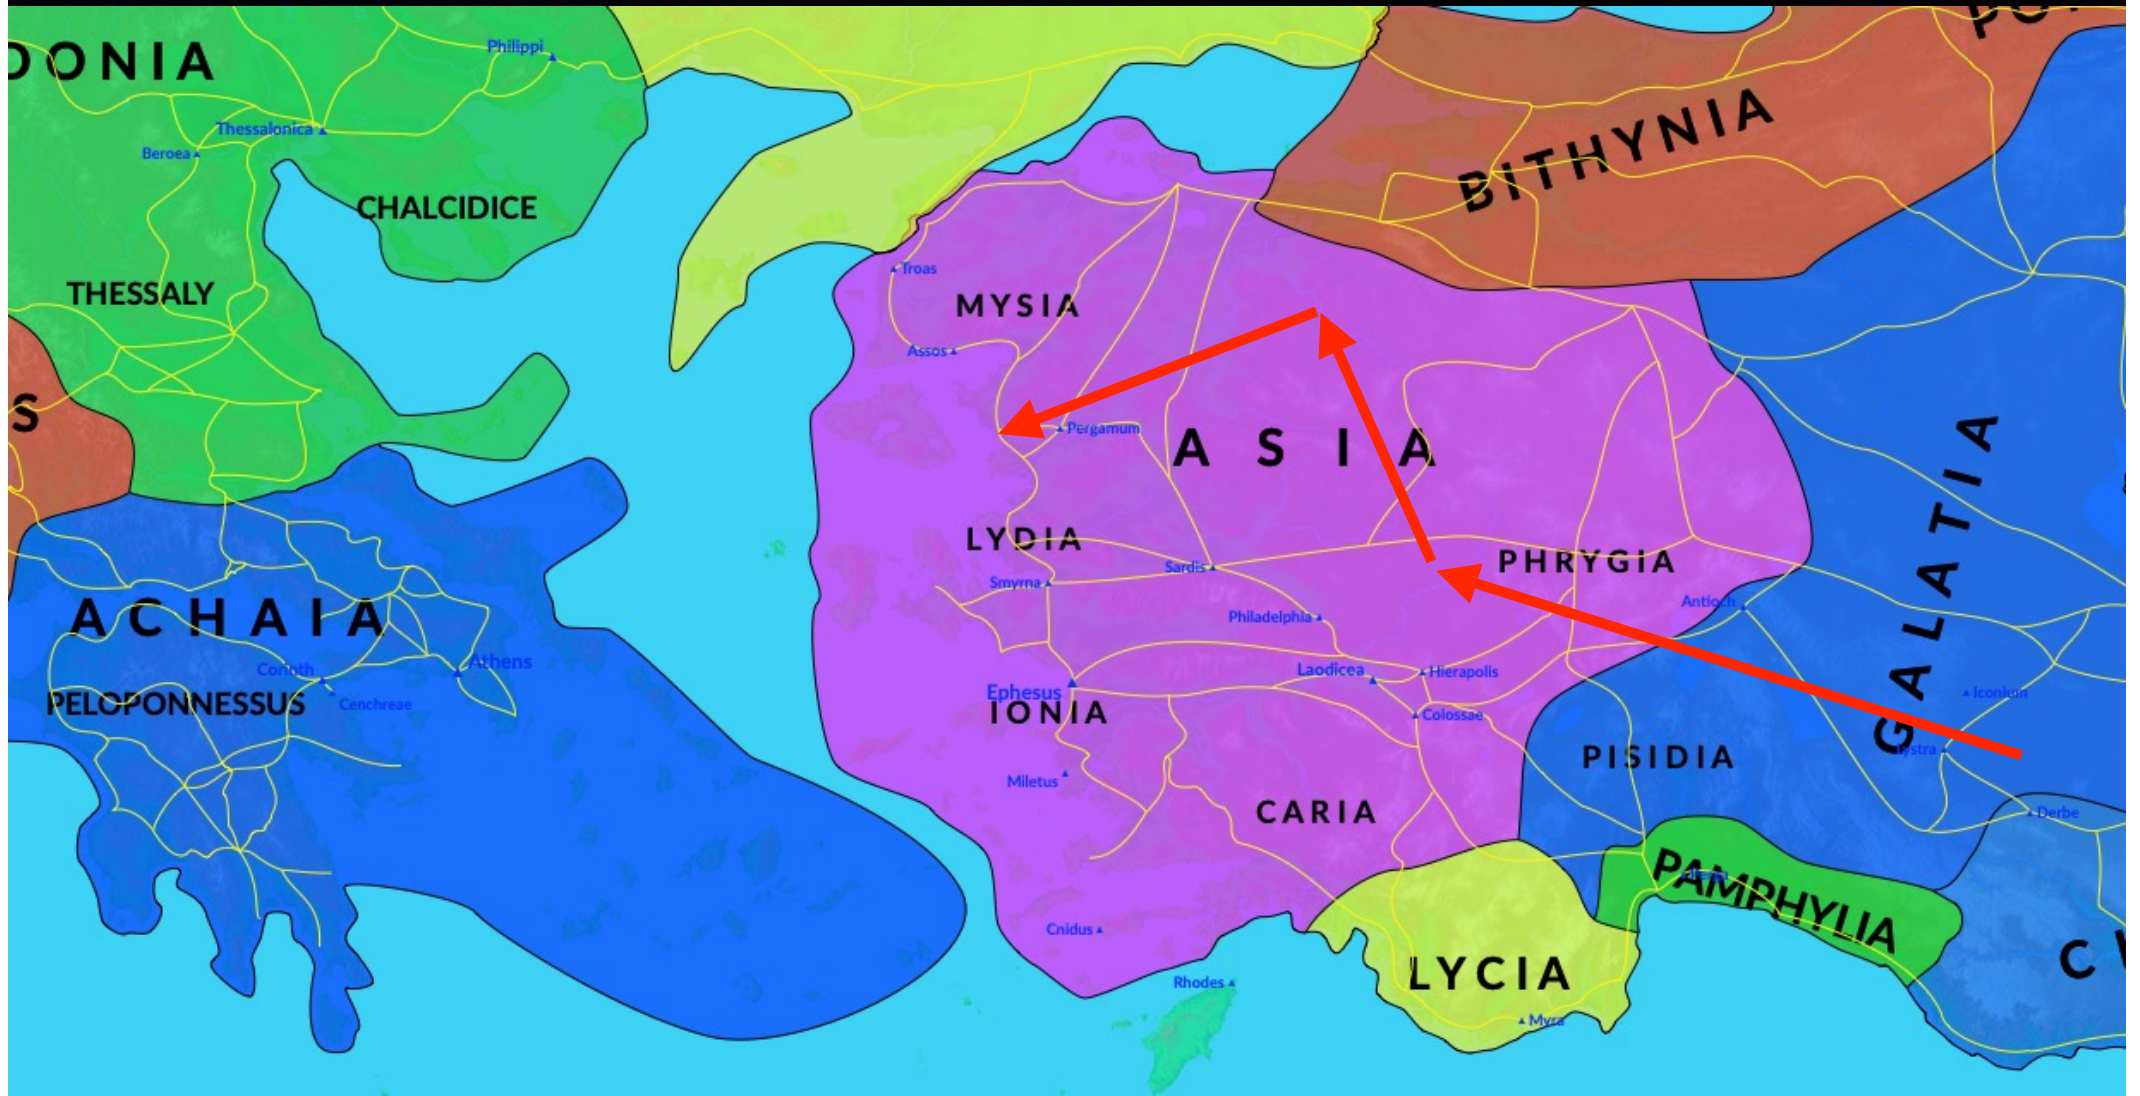 DONIA
Philippi
Thessalonica
Beroea
CHALCIDICE
THESSALY
S
ACHAIA
Corinth
Athens
PELOPONNESSUS
Cenchreae
BITHYNIA
Troas
MYSIA
Assos
Pergamum
ASIA
LYDIA
Sardis
Smyrna
PHRYGIA
Antioch
Philadelphia
Laodicea
Hierapolis
Ephesus
IONIA
Colossae
Miletus
CARIA
Cnidus
Rhodes
GALATIA
Iconium
Lystra
PISIDIA
Derbe
PAMPHYLIA
LYCIA
Myra
C